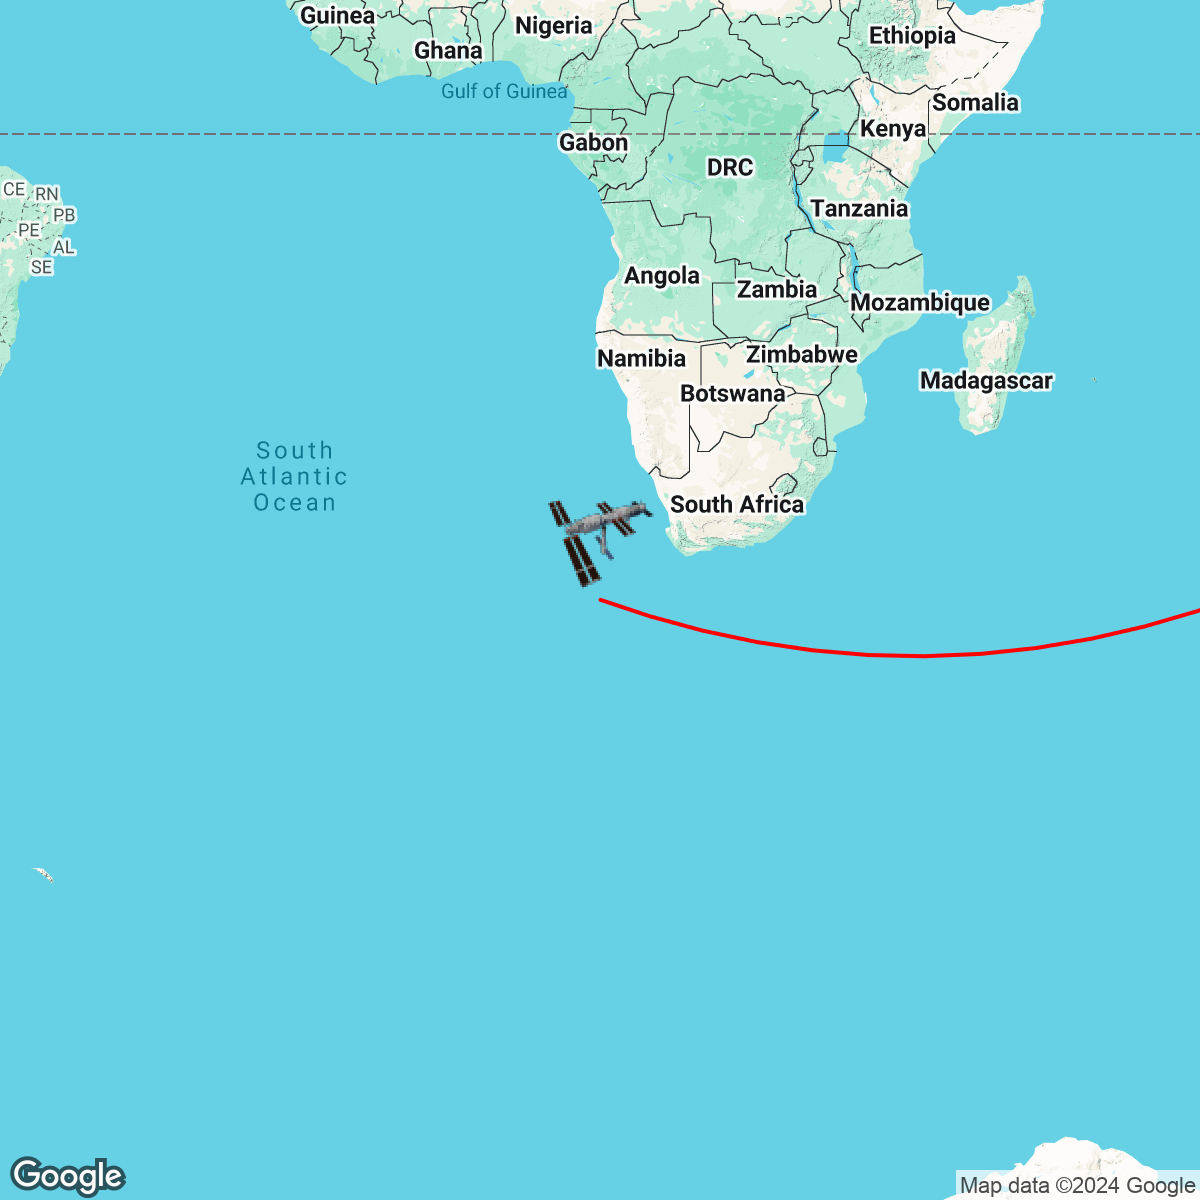 Guinea
Nigeria
Ghana
Ethiopia
Gulf of Guinea
Somalia
Kenya
Gabon
DRC
CE
RN
PB
Tanzania
PE
AL
SE
Angola
Zambia
Mozambique
Namibia
Zimbabwe
Madagascar
Botswana
South
Atlantic
Ocean
South Africa
Google
Map data ©2024 Google